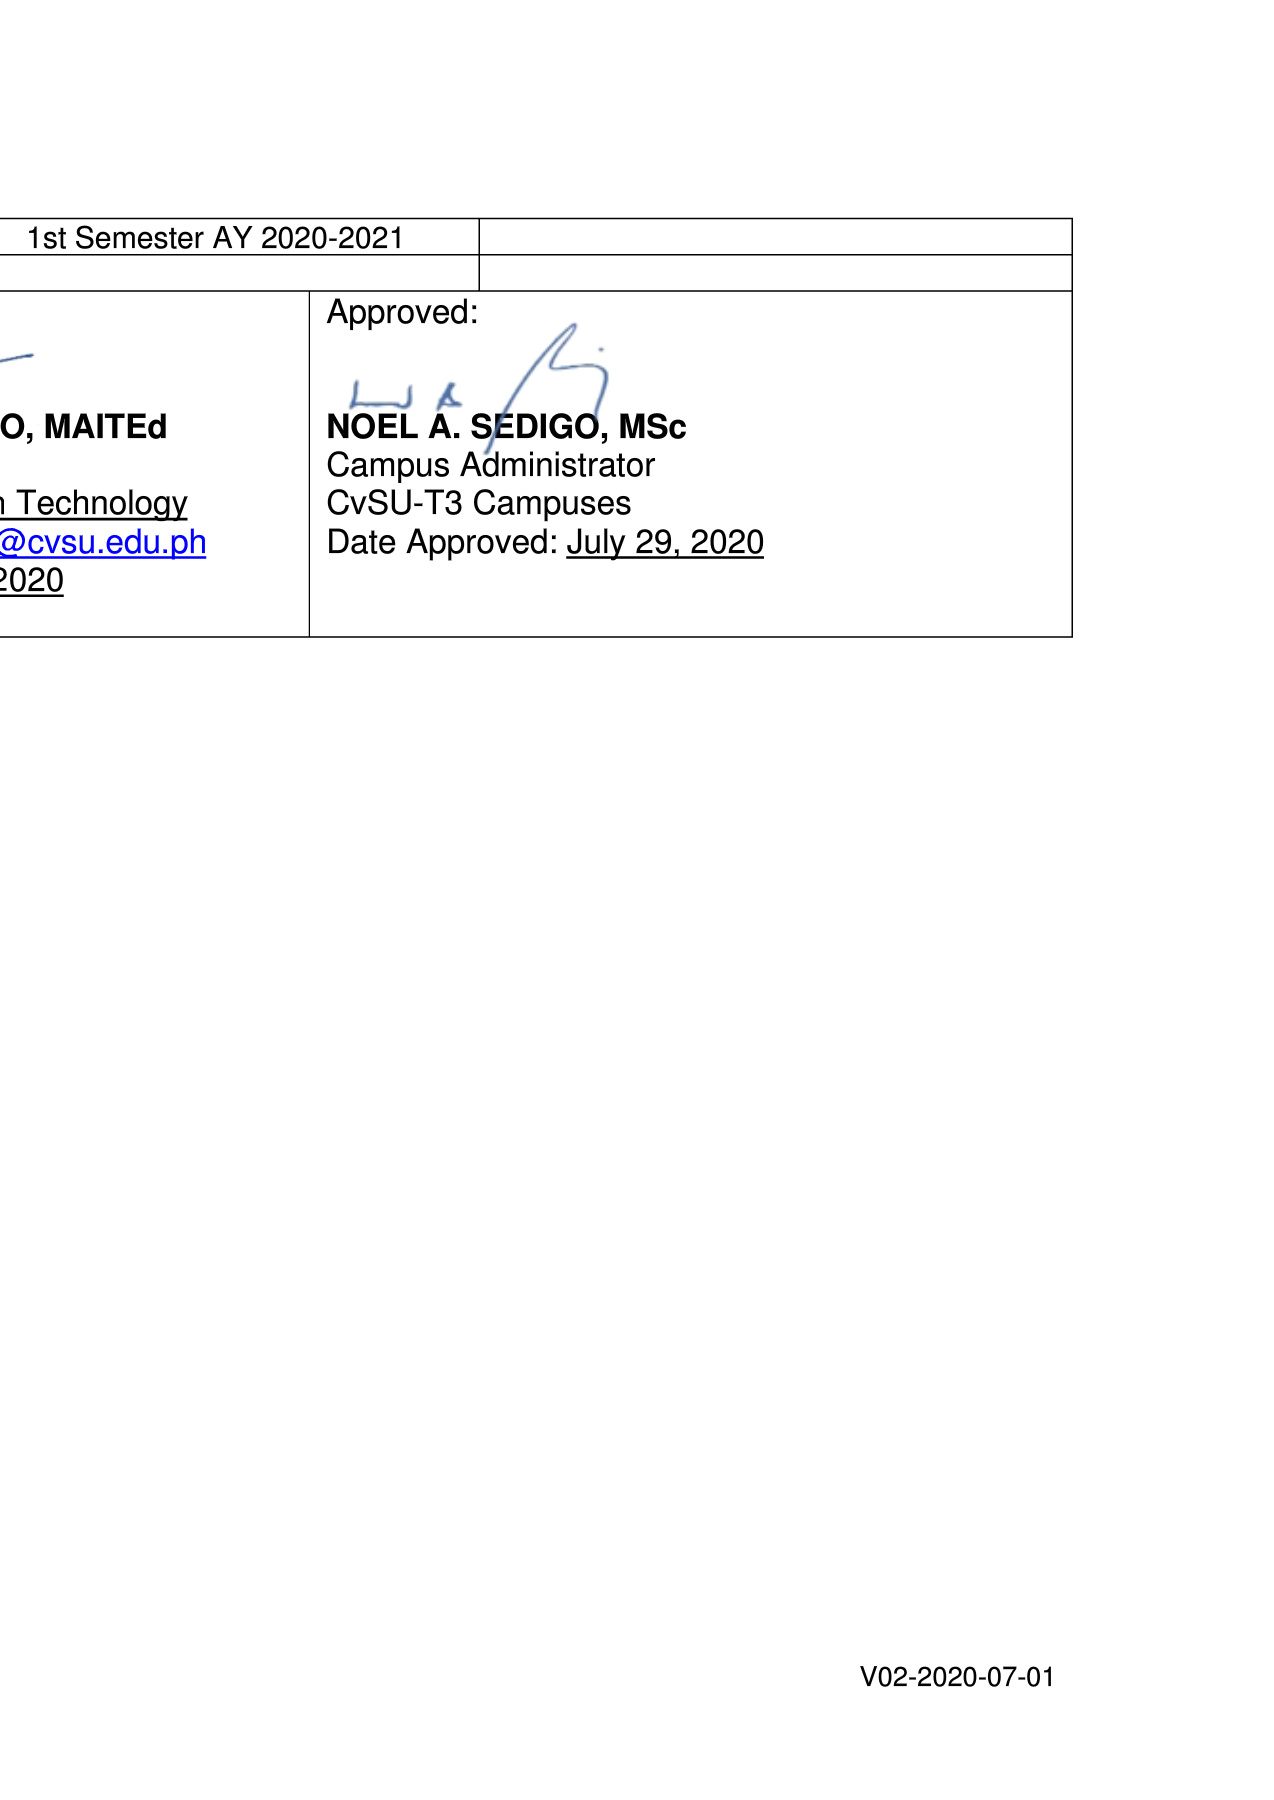 1st Semester AY 2020-2021
O, MAITEd
Technology
@cvsu.edu.ph
2020
Approved:
NOEL A. SEDIGO, MSc
Campus Administrator
CvSU-T3 Campuses
Date Approved: July 29, 2020
V02-2020-07-01